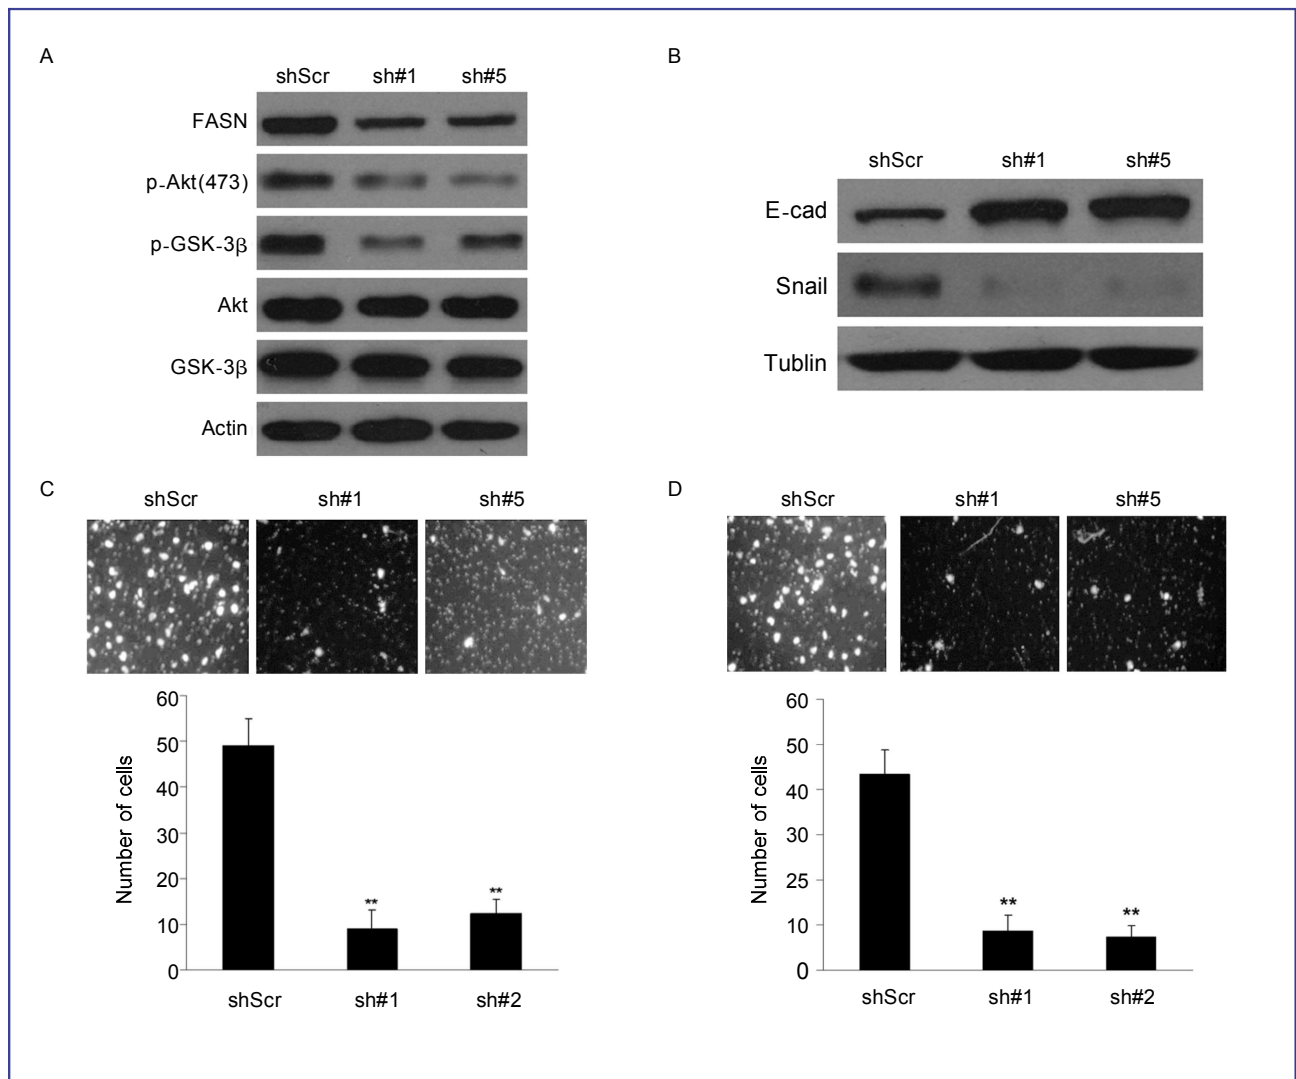 A
shScr sh#1 sh#5
FASN
p-Akt(473)
p-GSK-3β
Akt
GSK-3β
Actin
B
shScr sh#1 sh#5
E-cad
Snail
Tublin
C
shScr sh#1 sh#5
Number of cells
60
50
40
30
20
10
0
**
**
shScr sh#1 sh#2
D
shScr sh#1 sh#5
Number of cells
60
50
40
30
25
10
0
**
**
shScr sh#1 sh#2